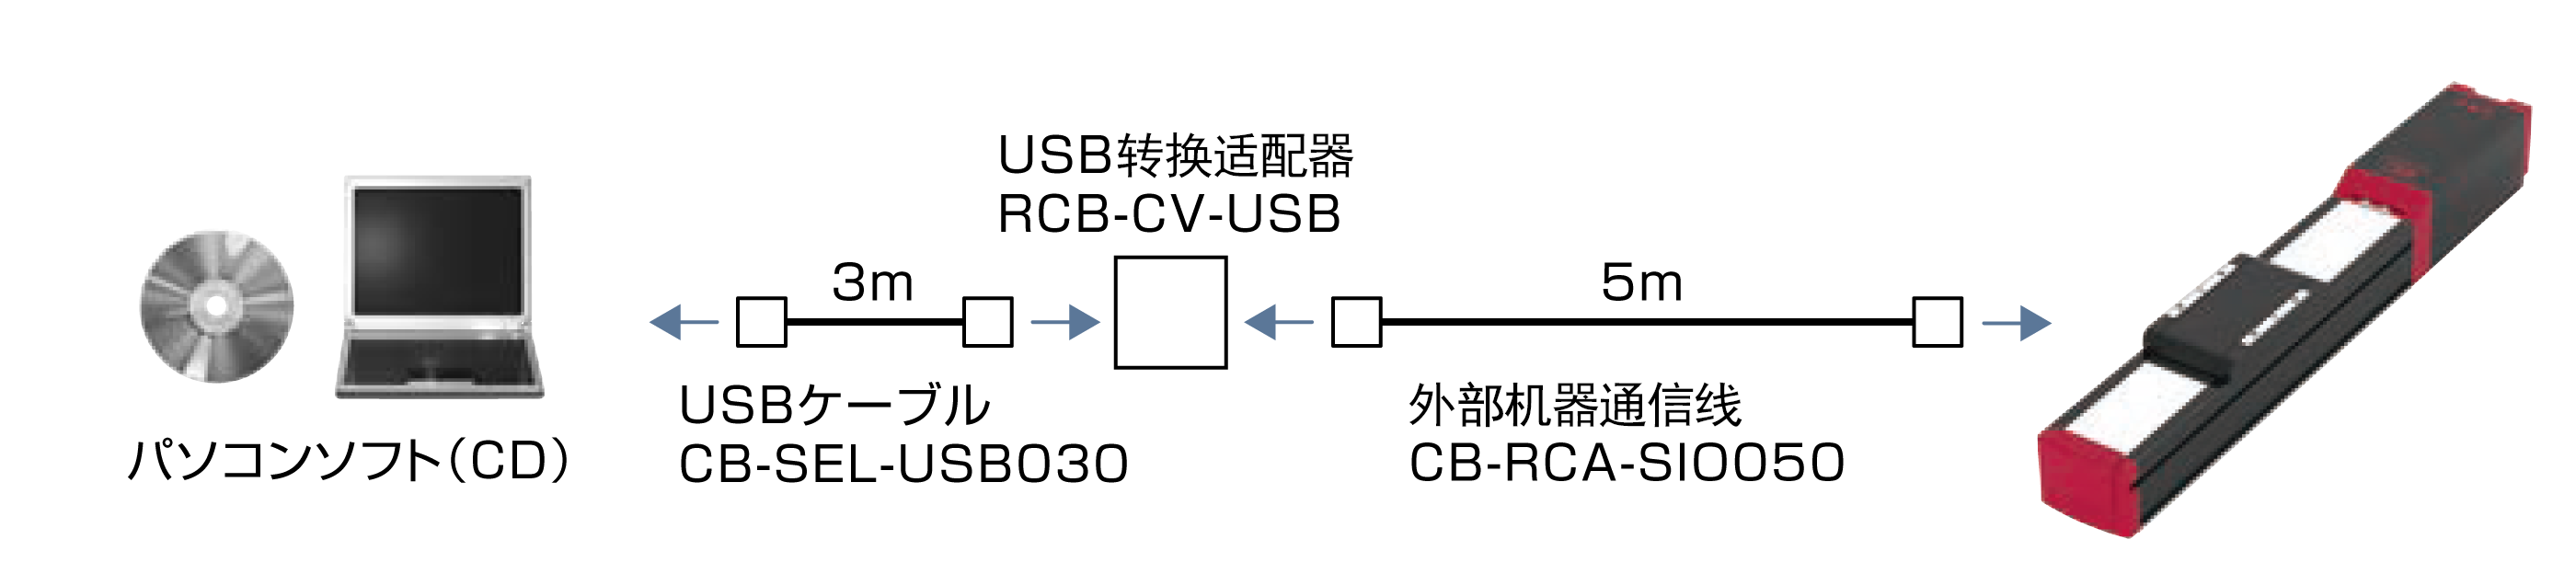 USB转换适配器
RCB-CV-USB
3m
5m
USBケーブル
CB-SEL-USB030
外部机器通信线
CB-RCA-SIO050
パソコンソフト(CD)